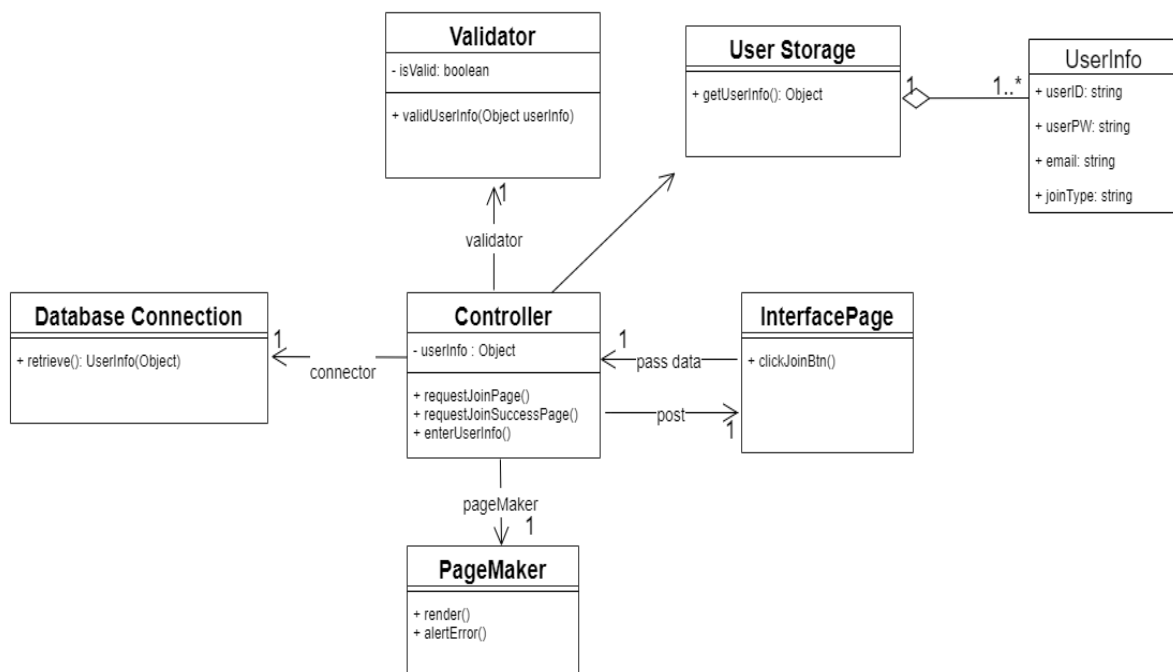 Validator
- isValid: boolean
+ validUserInfo(Object userInfo)
User Storage
+ getUserInfo(): Object
1
1..*
UserInfo
+ userID: string
+ userPW: string
+ email: string
+ joinType: string
1
validator
Database Connection
+ retrieve(): UserInfo(Object)
1
connector
Controller
- userInfo : Object
+ requestJoinPage()
+ requestJoinSuccessPage()
+ enterUserInfo()
1
pass data
post
1
InterfacePage
+ clickJoinBtn()
pageMaker
1
PageMaker
+ render()
+ alertError()